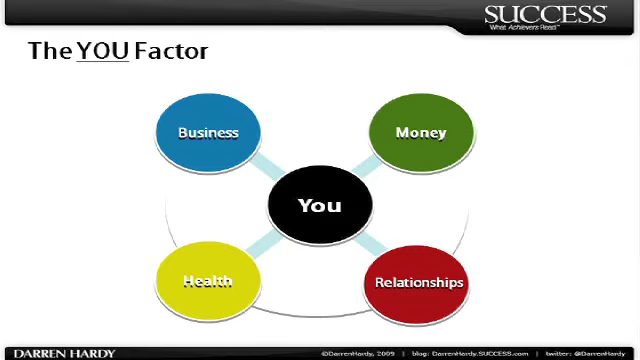 SUCCESS
What Achievers Read™
The YOU Factor
Business
Money
You
Health
Relationships
DARREN HARDY
©DarrenHardy, 2009 | blog: DarrenHardy.SUCCESS.com | twitter: @DarrenHardy